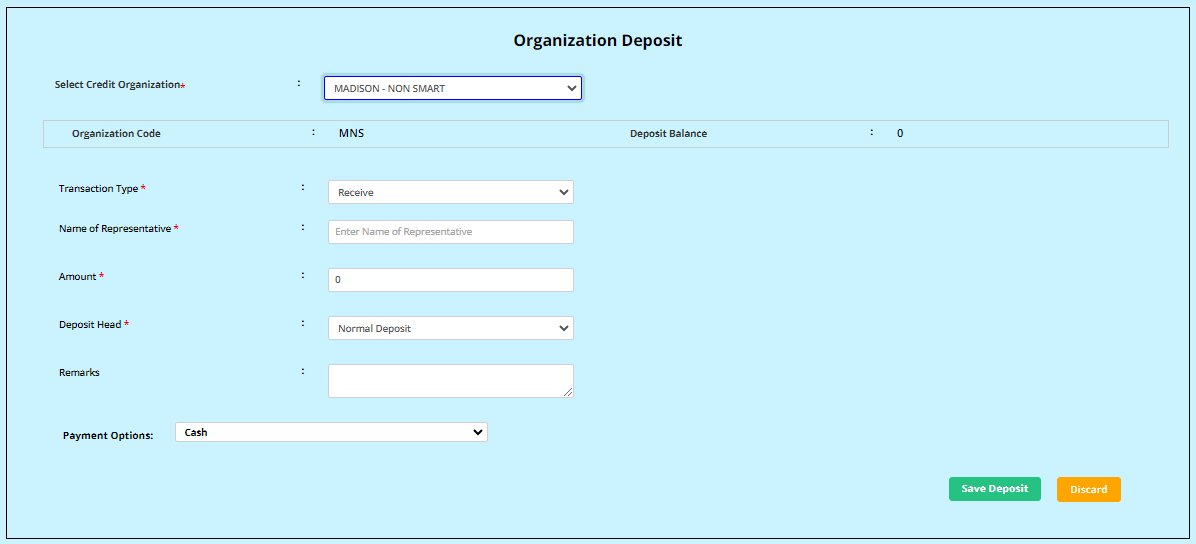 Organization Deposit
Select Credit Organization* : MADISON - NON SMART
Organization Code : MNS Deposit Balance : 0
Transaction Type * : Receive
Name of Representative * : Enter Name of Representative
Amount * : 0
Deposit Head * : Normal Deposit
Remarks :
Payment Options: Cash
Save Deposit Discard